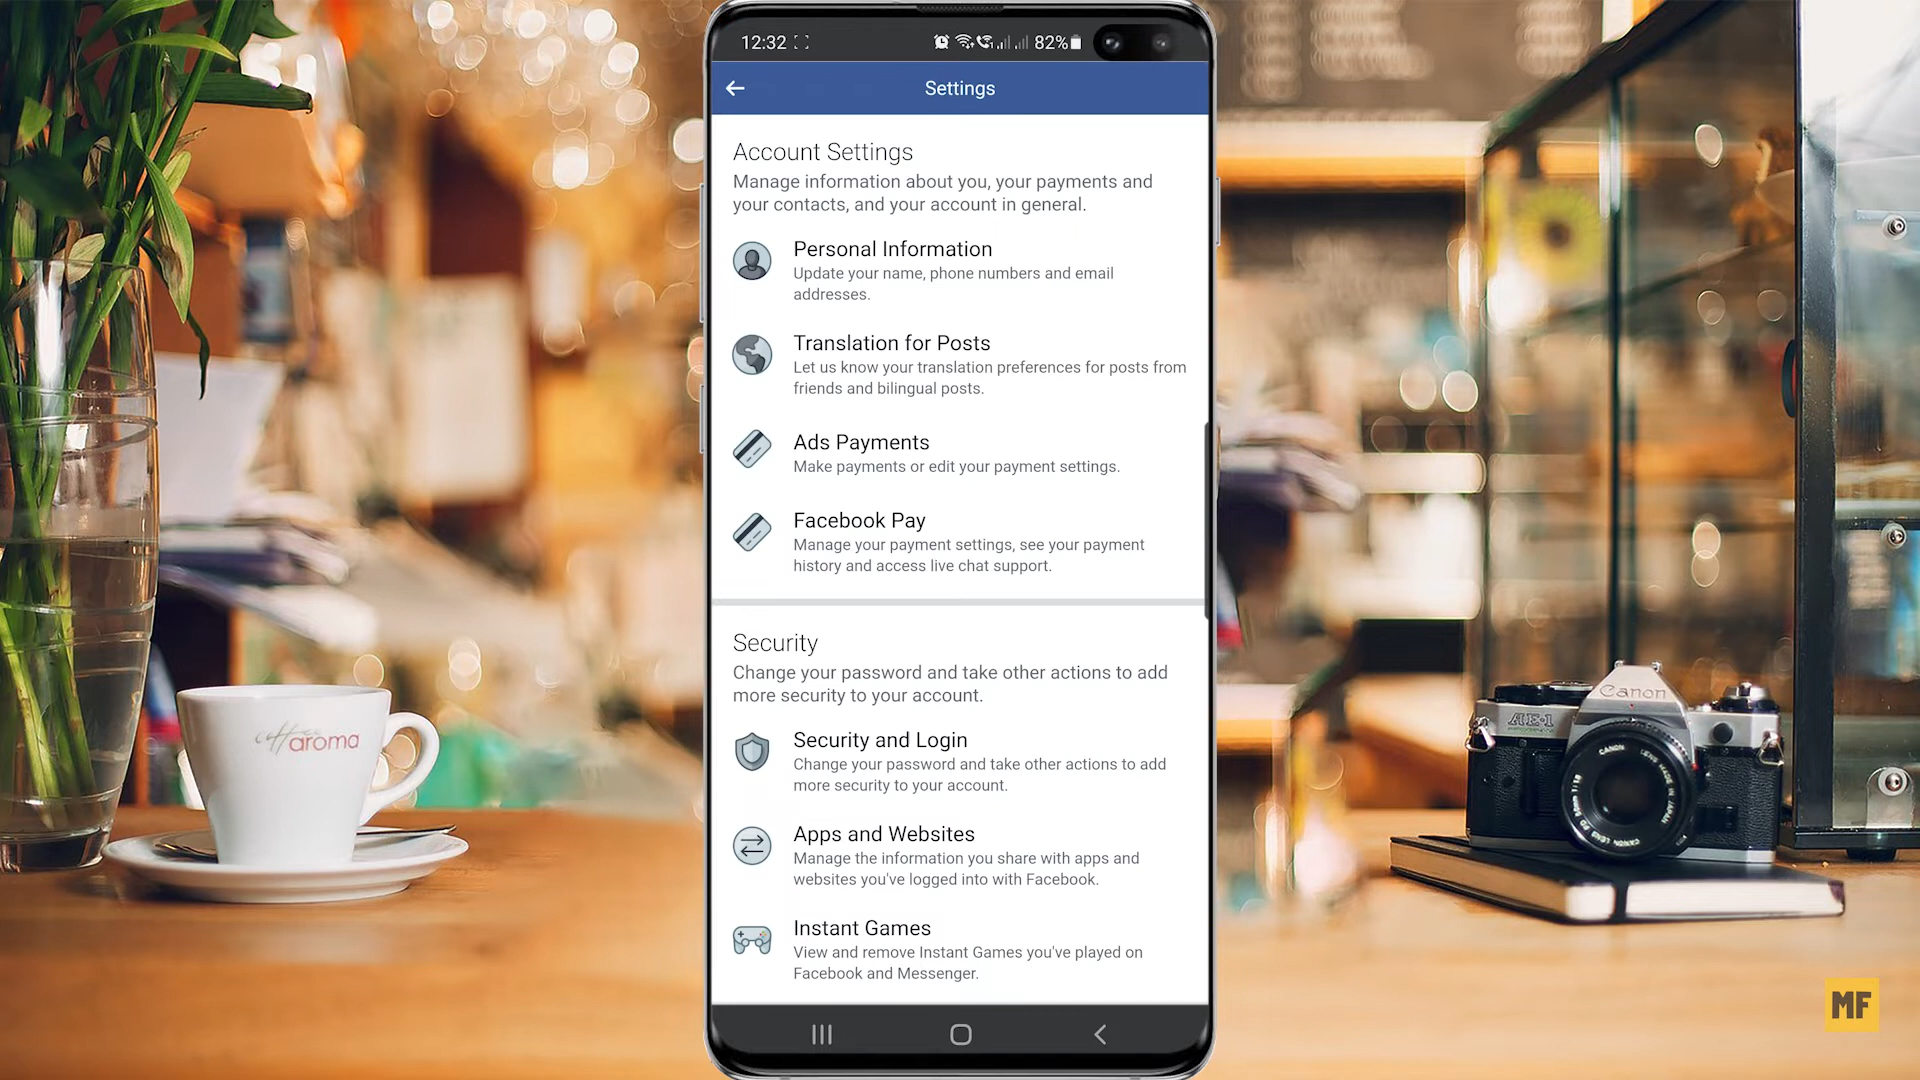 12:32
82%
Settings
Account Settings
Manage information about you, your payments and
your contacts, and your account in general.
Personal Information
Update your name, phone numbers and email
addresses.
Translation for Posts
Let us know your translation preferences for posts from
friends and bilingual posts.
Ads Payments
Make payments or edit your payment settings.
Facebook Pay
Manage your payment settings, see your payment
history and access live chat support.
Security
Change your password and take other actions to add
more security to your account.
Security and Login
Change your password and take other actions to add
more security to your account.
Apps and Websites
Manage the information you share with apps and
websites you've logged into with Facebook.
Instant Games
View and remove Instant Games you've played on
Facebook and Messenger.
aroma
Canon
AE-1
CANON
MF